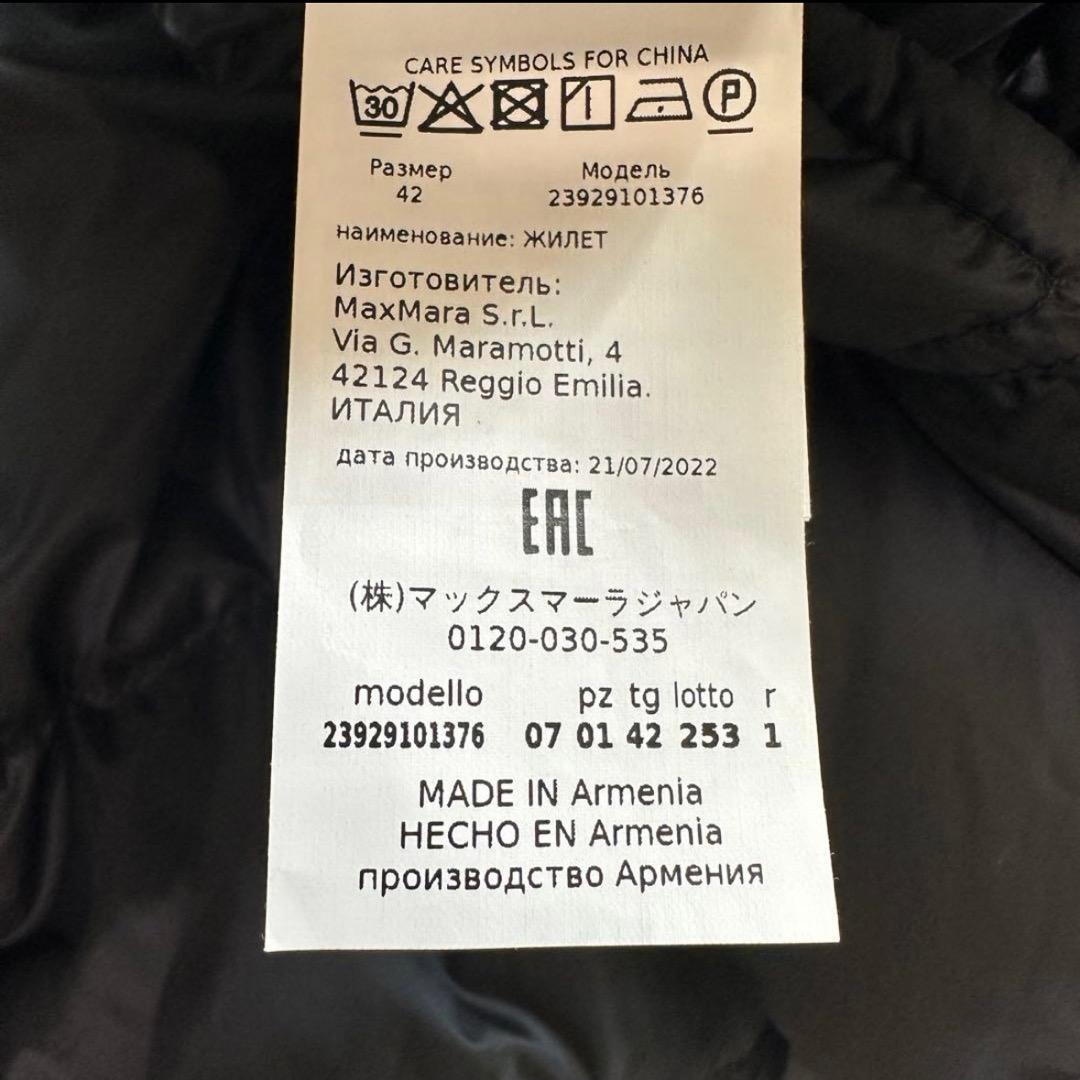 CARE SYMBOLS FOR CHINA
30 P
Размер Модель
42 23929101376
наименование: ЖИЛЕТ
Изготовитель:
MaxMara S.r.L.
Via G. Maramotti, 4
42124 Reggio Emilia.
ИТАЛИЯ
дата производства: 21/07/2022
EAC
(株)マックスマーラジャパン
0120-030-535
modello pz tg lotto r
23929101376 07 01 42 253 1
MADE IN Armenia
HECHO EN Armenia
производство Армения